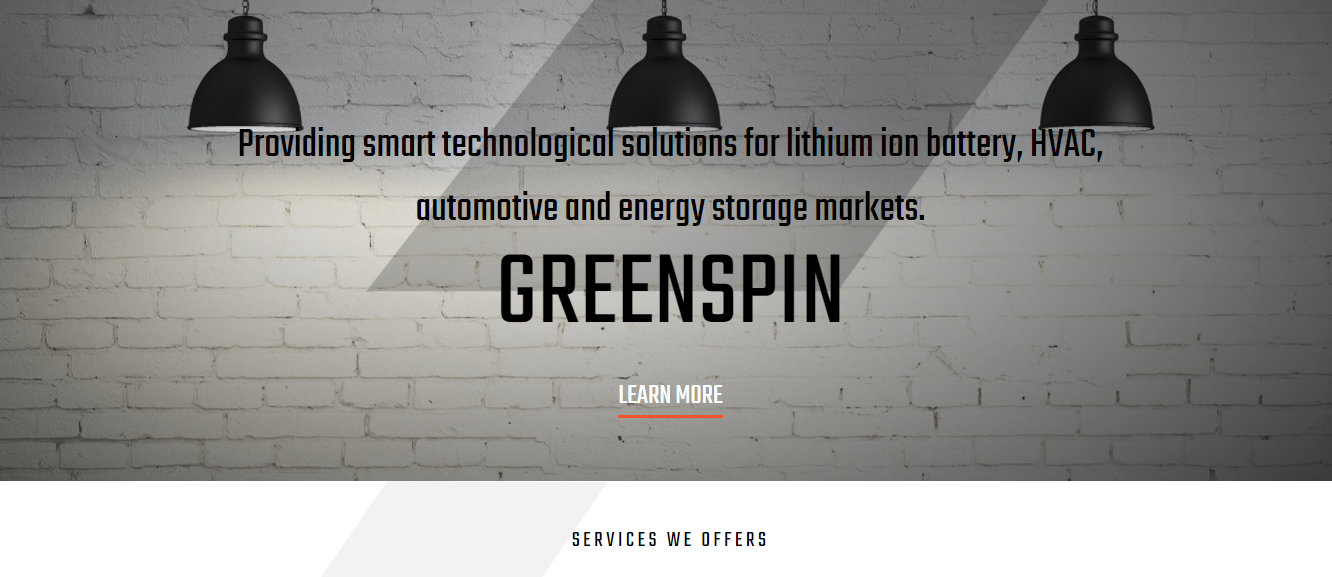 Providing smart technological solutions for lithium ion battery, HVAC,
automotive and energy storage markets.
GREENSPIN
LEARN MORE
SERVICES WE OFFERS